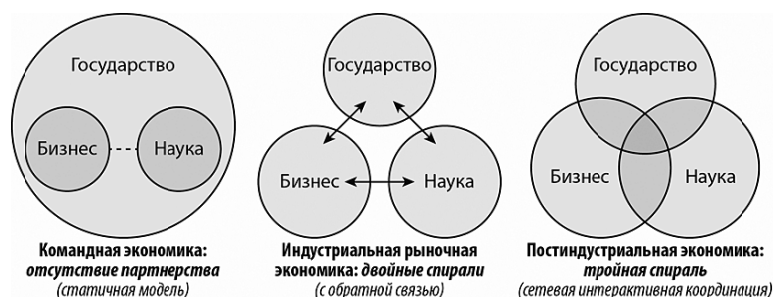 Государство
Бизнес
Наука
Командная экономика:
отсутствие партнерства
(статичная модель)
Государство
Бизнес
Наука
Индустриальная рыночная
экономика: двойные спирали
(с обратной связью)
Государство
Бизнес
Наука
Постиндустриальная экономика:
тройная спираль
(сетевая интерактивная координация)